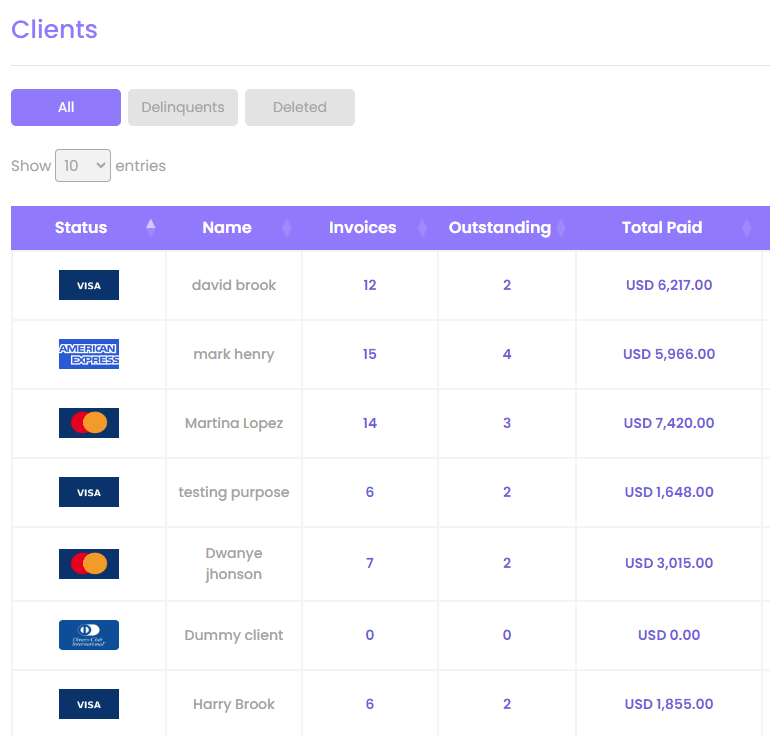 Clients
All Delinquents Deleted
Show 10 entries
Status Name Invoices Outstanding Total Paid
VISA david brook 12 2 USD 6,217.00
AMERICAN EXPRESS mark henry 15 4 USD 5,966.00
Martina Lopez 14 3 USD 7,420.00
VISA testing purpose 6 2 USD 1,648.00
Dwanye
jhonson 7 2 USD 3,015.00
Diners Club International Dummy client 0 0 USD 0.00
VISA Harry Brook 6 2 USD 1,855.00